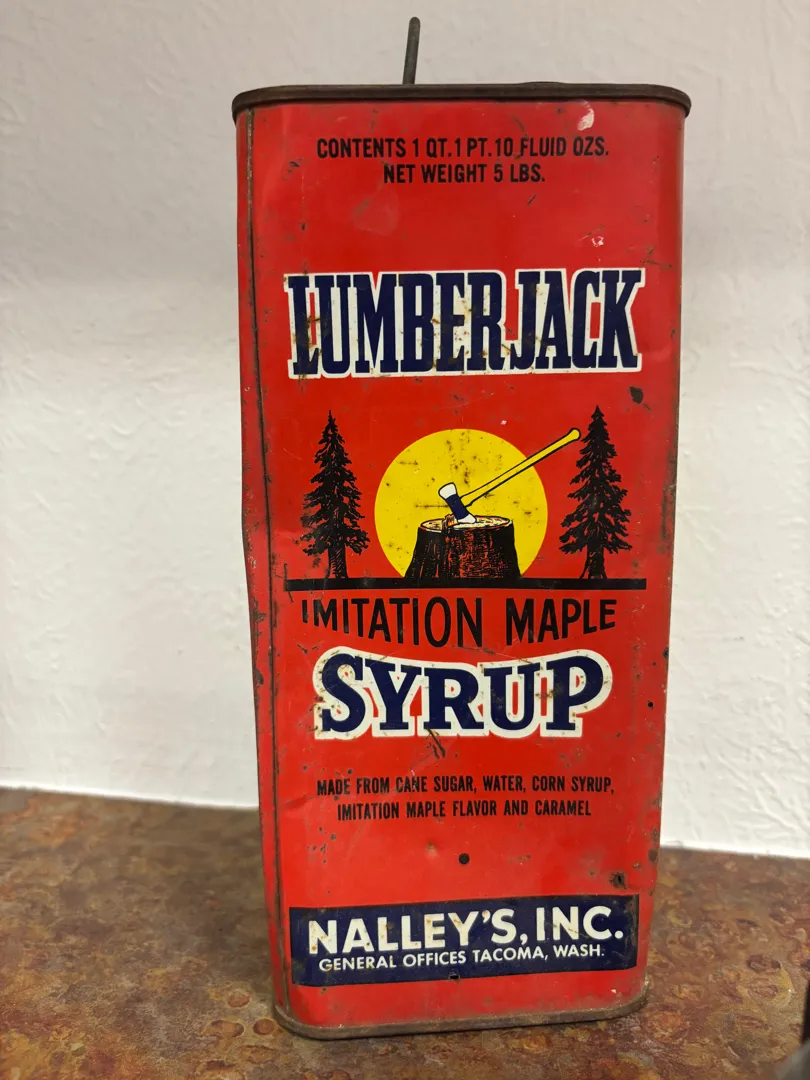 CONTENTS 1 QT. 1 PT. 10 FLUID OZS.
NET WEIGHT 5 LBS.
LUMBERJACK
IMITATION MAPLE
SYRUP
MADE FROM CANE SUGAR, WATER, CORN SYRUP,
IMITATION MAPLE FLAVOR AND CARAMEL
NALLEY'S, INC.
GENERAL OFFICES TACOMA, WASH.